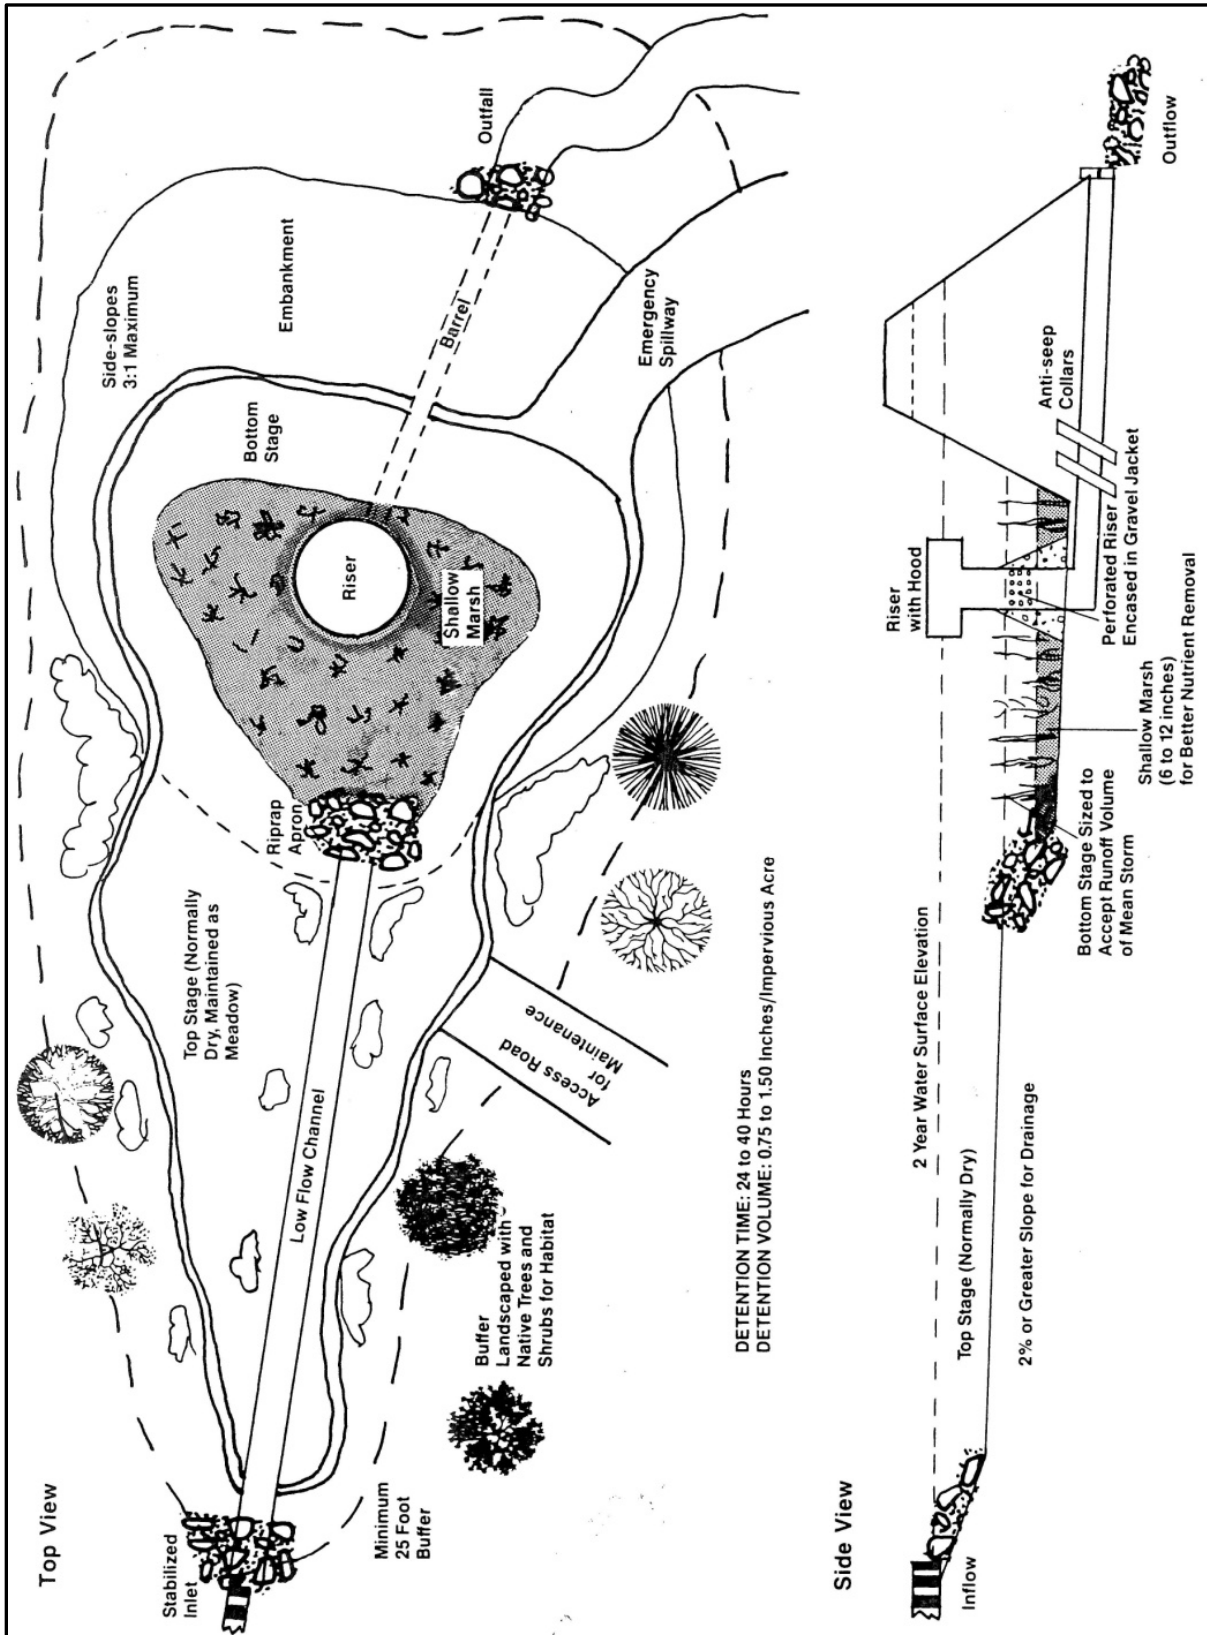 Top View
Stabilized
Inlet
Minimum
25 Foot
Buffer
Low Flow Channel
Buffer
Landscaped with
Native Trees and
Shrubs for Habitat
Top Stage (Normally
Dry, Maintained as
Meadow)
Access Road
for
Maintenance
Riprap
Apron
Shallow
Marsh
Riser
Bottom
Stage
Side-slopes
3:1 Maximum
Embankment
Barrel
Emergency
Spillway
Outfall
DETENTION TIME: 24 to 40 Hours
DETENTION VOLUME: 0.75 to 1.50 Inches/Impervious Acre
Side View
Inflow
2 Year Water Surface Elevation
Top Stage (Normally Dry)
2% or Greater Slope for Drainage
Bottom Stage Sized to
Accept Runoff Volume
of Mean Storm
Shallow Marsh
(6 to 12 inches)
for Better Nutrient Removal
Riser
with Hood
Perforated Riser
Encased in Gravel Jacket
Anti-seep
Collars
Outflow